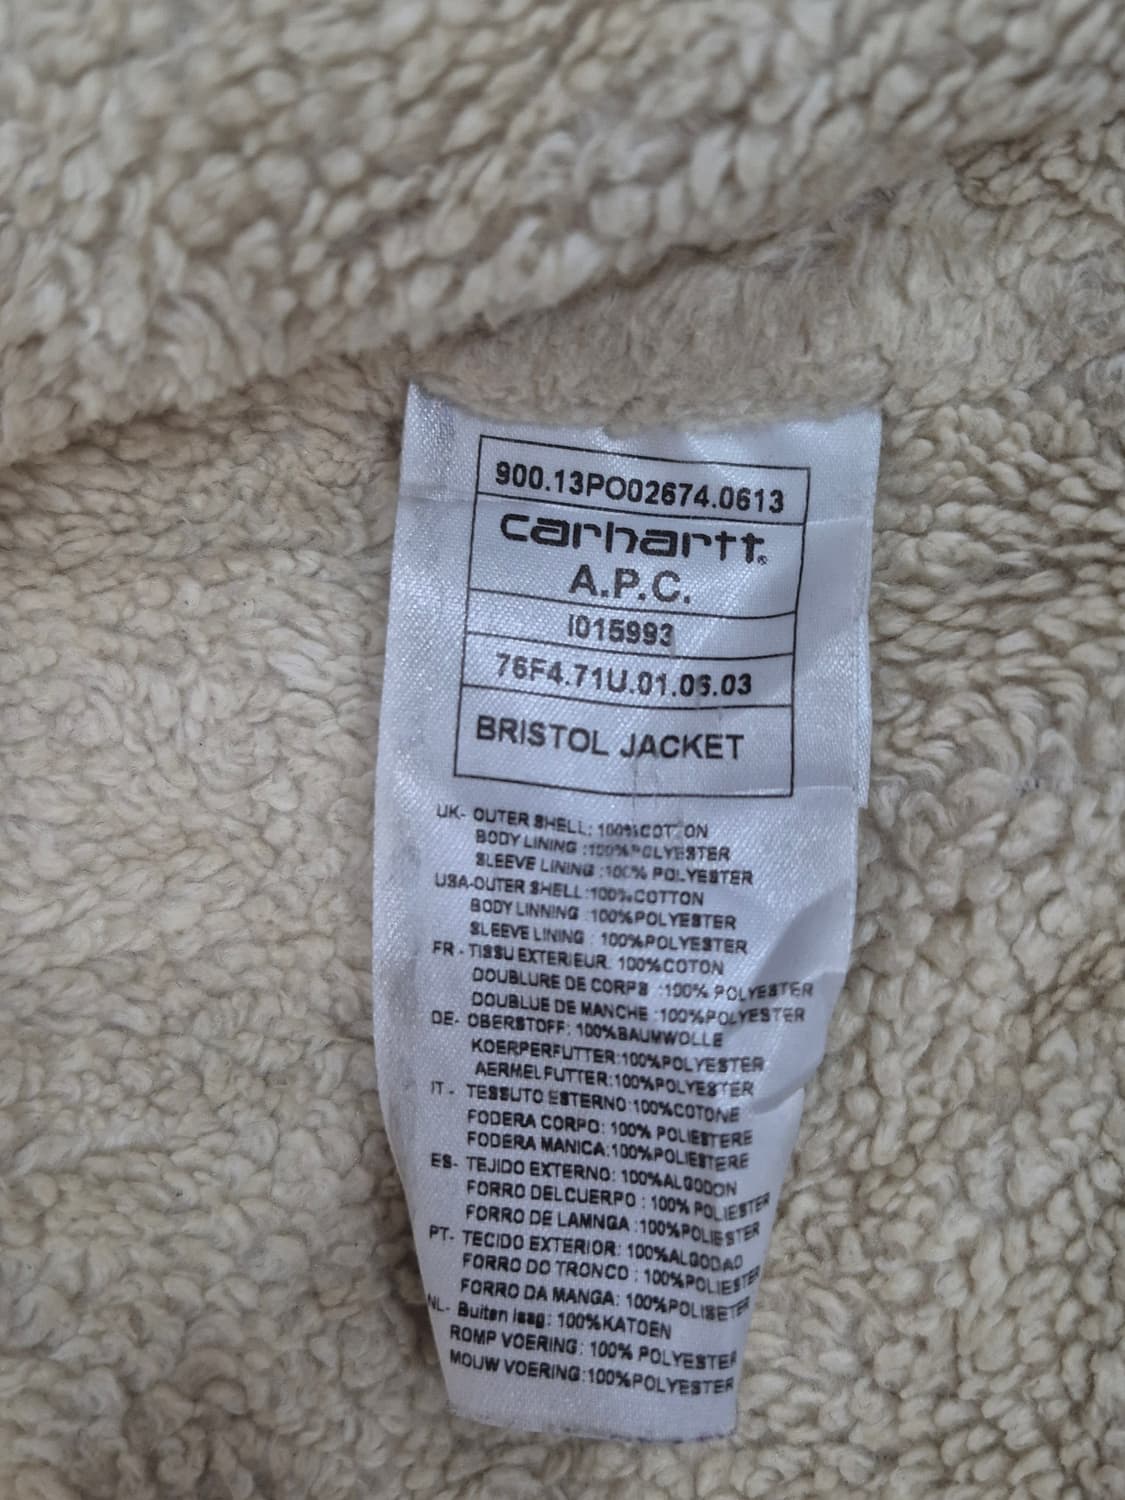 900.13PO02674.0613
carhartt®
A.P.C.
I015993
76F4.71U.01.06.03
BRISTOL JACKET
UK- OUTER SHELL: 100%COTTON
BODY LINING :100%POLYESTER
SLEEVE LINING :100% POLYESTER
USA-OUTER SHELL:100%COTTON
BODY LINNING :100%POLYESTER
SLEEVE LINING : 100%POLYESTER
FR - TISSU EXTERIEUR. 100%COTON
DOUBLURE DE CORPS :100% POLYESTER
DOUBLUE DE MANCHE :100%POLYESTER
DE- OBERSTOFF: 100%BAUMWOLLE
KOERPERFUTTER:100%POLYESTER
AERMELFUTTER:100%POLYESTER
IT - TESSUTO ESTERNO:100%COTONE
FODERA CORPO: 100% POLIESTERE
FODERA MANICA:100%POLIESTERE
ES- TEJIDO EXTERNO: 100%ALGODON
FORRO DELCUERPO : 100% POLIESTER
FORRO DE LAMNGA :100%POLIESTER
PT- TECIDO EXTERIOR: 100%ALGODAO
FORRO DO TRONCO : 100%POLIESTER
FORRO DA MANGA: 100%POLISETER
NL- Buiten laag: 100%KATOEN
ROMP VOERING: 100% POLYESTER
MOUW VOERING:100%POLYESTER